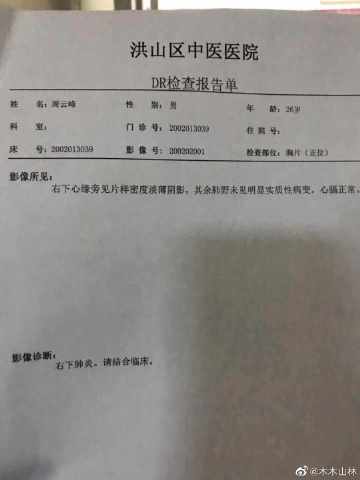 洪山区中医医院
DR检查报告单
姓 名：周云峰 性 别：男 年 龄：26岁
科 室： 门 诊 号：2002013039 住 院 号：
床 号：2002013039 影 像 号：200202001 检查部位：胸片（正位）
影像所见：
右下心缘旁见片样密度淡薄阴影，其余肺野未见明显实质性病变，心膈正常。
影像诊断：
右下肺炎，请结合临床。
@木木山林